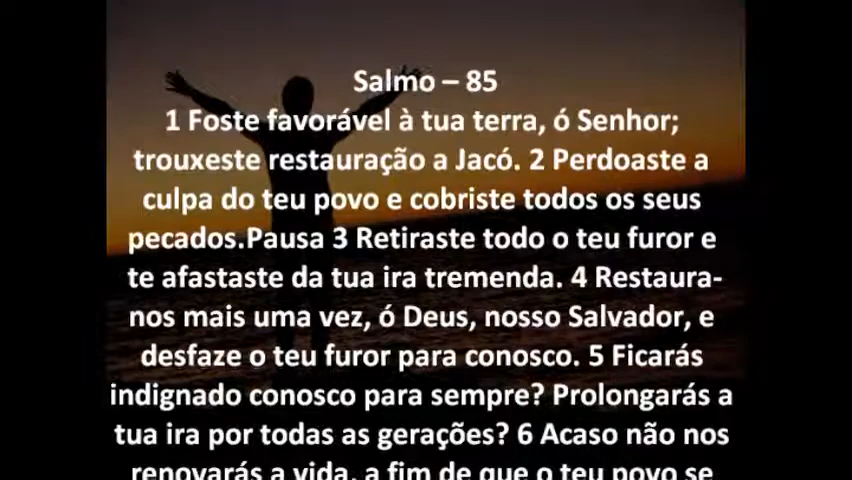 Salmo – 85
1 Foste favorável à tua terra, ó Senhor;
trouxeste restauração a Jacó. 2 Perdoaste a
culpa do teu povo e cobriste todos os seus
pecados.Pausa 3 Retiraste todo o teu furor e
te afastaste da tua ira tremenda. 4 Restaura-
nos mais uma vez, ó Deus, nosso Salvador, e
desfaze o teu furor para conosco. 5 Ficarás
indignado conosco para sempre? Prolongarás a
tua ira por todas as gerações? 6 Acaso não nos
renovarás a vida, a fim de que o teu povo se